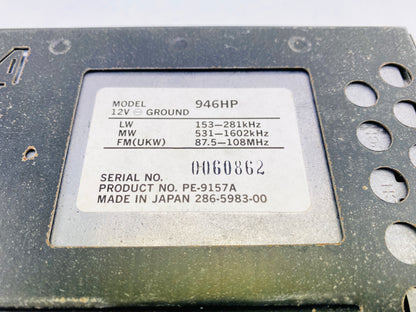 MODEL 946HP
12V ⊖ GROUND
LW 153—281kHz
MW 531—1602kHz
FM(UKW) 87.5—108MHz
SERIAL NO. 0060862
PRODUCT NO. PE-9157A
MADE IN JAPAN 286-5983-00